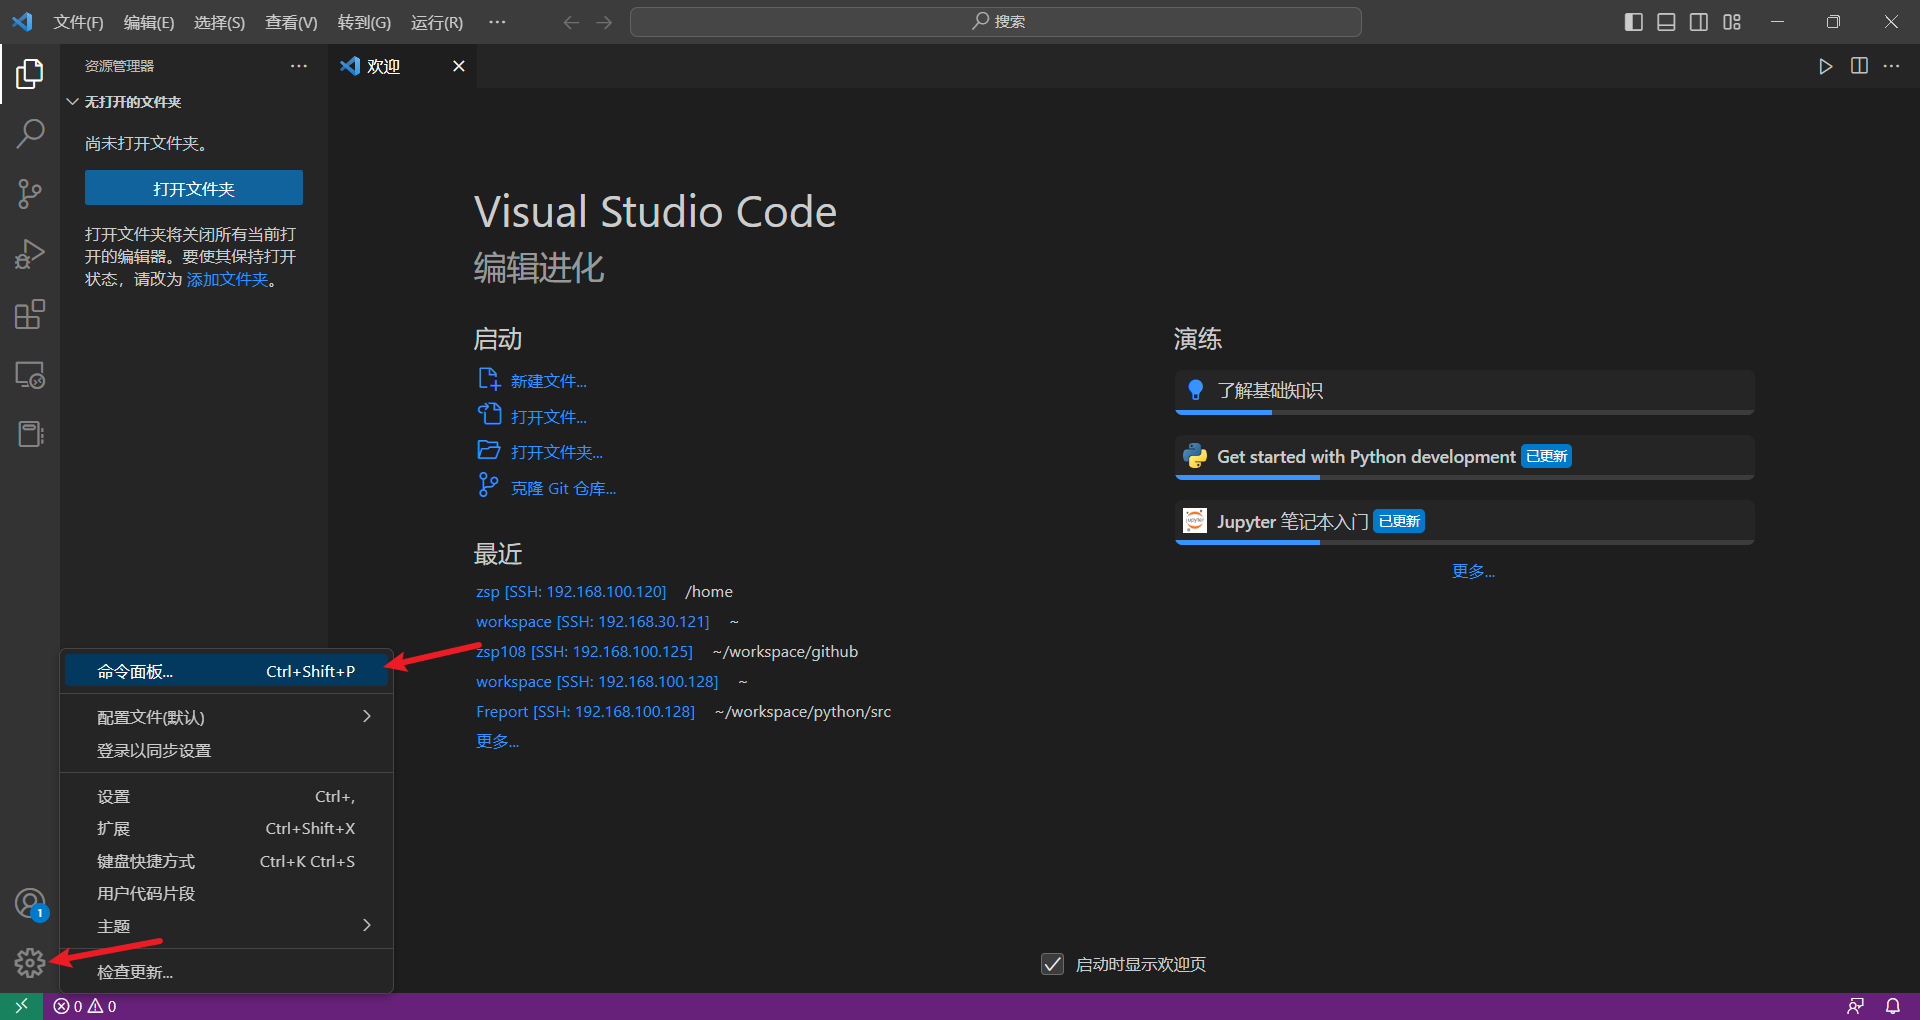 文件(F) 编辑(E) 选择(S) 查看(V) 转到(G) 运行(R) ··· 搜索
资源管理器 ···
欢迎
无打开的文件夹
尚未打开文件夹。
打开文件夹
打开文件夹将关闭所有当前打
开的编辑器。要使其保持打开
状态，请改为 添加文件夹。
Visual Studio Code
编辑进化
启动
新建文件...
打开文件...
打开文件夹...
克隆 Git 仓库...
最近
zsp [SSH: 192.168.100.120] /home
workspace [SSH: 192.168.30.121] ~
zsp108 [SSH: 192.168.100.125] ~/workspace/github
workspace [SSH: 192.168.100.128] ~
Freport [SSH: 192.168.100.128] ~/workspace/python/src
更多...
演练
了解基础知识
Get started with Python development 已更新
jupyter
Jupyter 笔记本入门 已更新
更多...
命令面板... Ctrl+Shift+P
配置文件(默认)
登录以同步设置
设置 Ctrl+,
扩展 Ctrl+Shift+X
键盘快捷方式 Ctrl+K Ctrl+S
用户代码片段
主题
检查更新...
1
启动时显示欢迎页
0 0